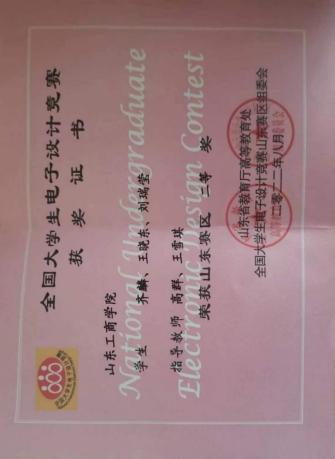 全国大学生电子设计竞赛
获奖证书
National Undergraduate
Electronic Design Contest
山东工商学院
学生 齐麟、王晓东、刘瑞堂
指导教师 高群、王雪琪
荣获山东赛区 三等 奖
山东省教育厅高等教育处
全国大学生电子设计竞赛山东赛区组委会
二零一二年八月